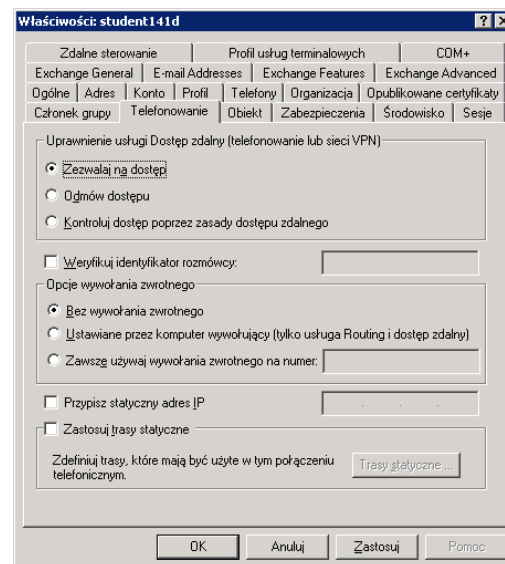 Właściwości: student141d
Zdalne sterowanie Profil usług terminalowych COM+
Exchange General E-mail Addresses Exchange Features Exchange Advanced
Ogólne Adres Konto Profil Telefony Organizacja Opublikowane certyfikaty
Członek grupy Telefonowanie Obiekt Zabezpieczenia Środowisko Sesje
Uprawnienie usługi Dostęp zdalny (telefonowanie lub sieci VPN)
Zezwalaj na dostęp
Odmów dostępu
Kontroluj dostęp poprzez zasady dostępu zdalnego
Weryfikuj identyfikator rozmówcy:
Opcje wywołania zwrotnego
Bez wywołania zwrotnego
Ustawiane przez komputer wywołujący (tylko usługa Routing i dostęp zdalny)
Zawsze używaj wywołania zwrotnego na numer:
Przypisz statyczny adres IP
Zastosuj trasy statyczne
Zdefiniuj trasy, które mają być użyte w tym połączeniu
telefonicznym.
Trasy statyczne ...
OK Anuluj Zastosuj Pomoc